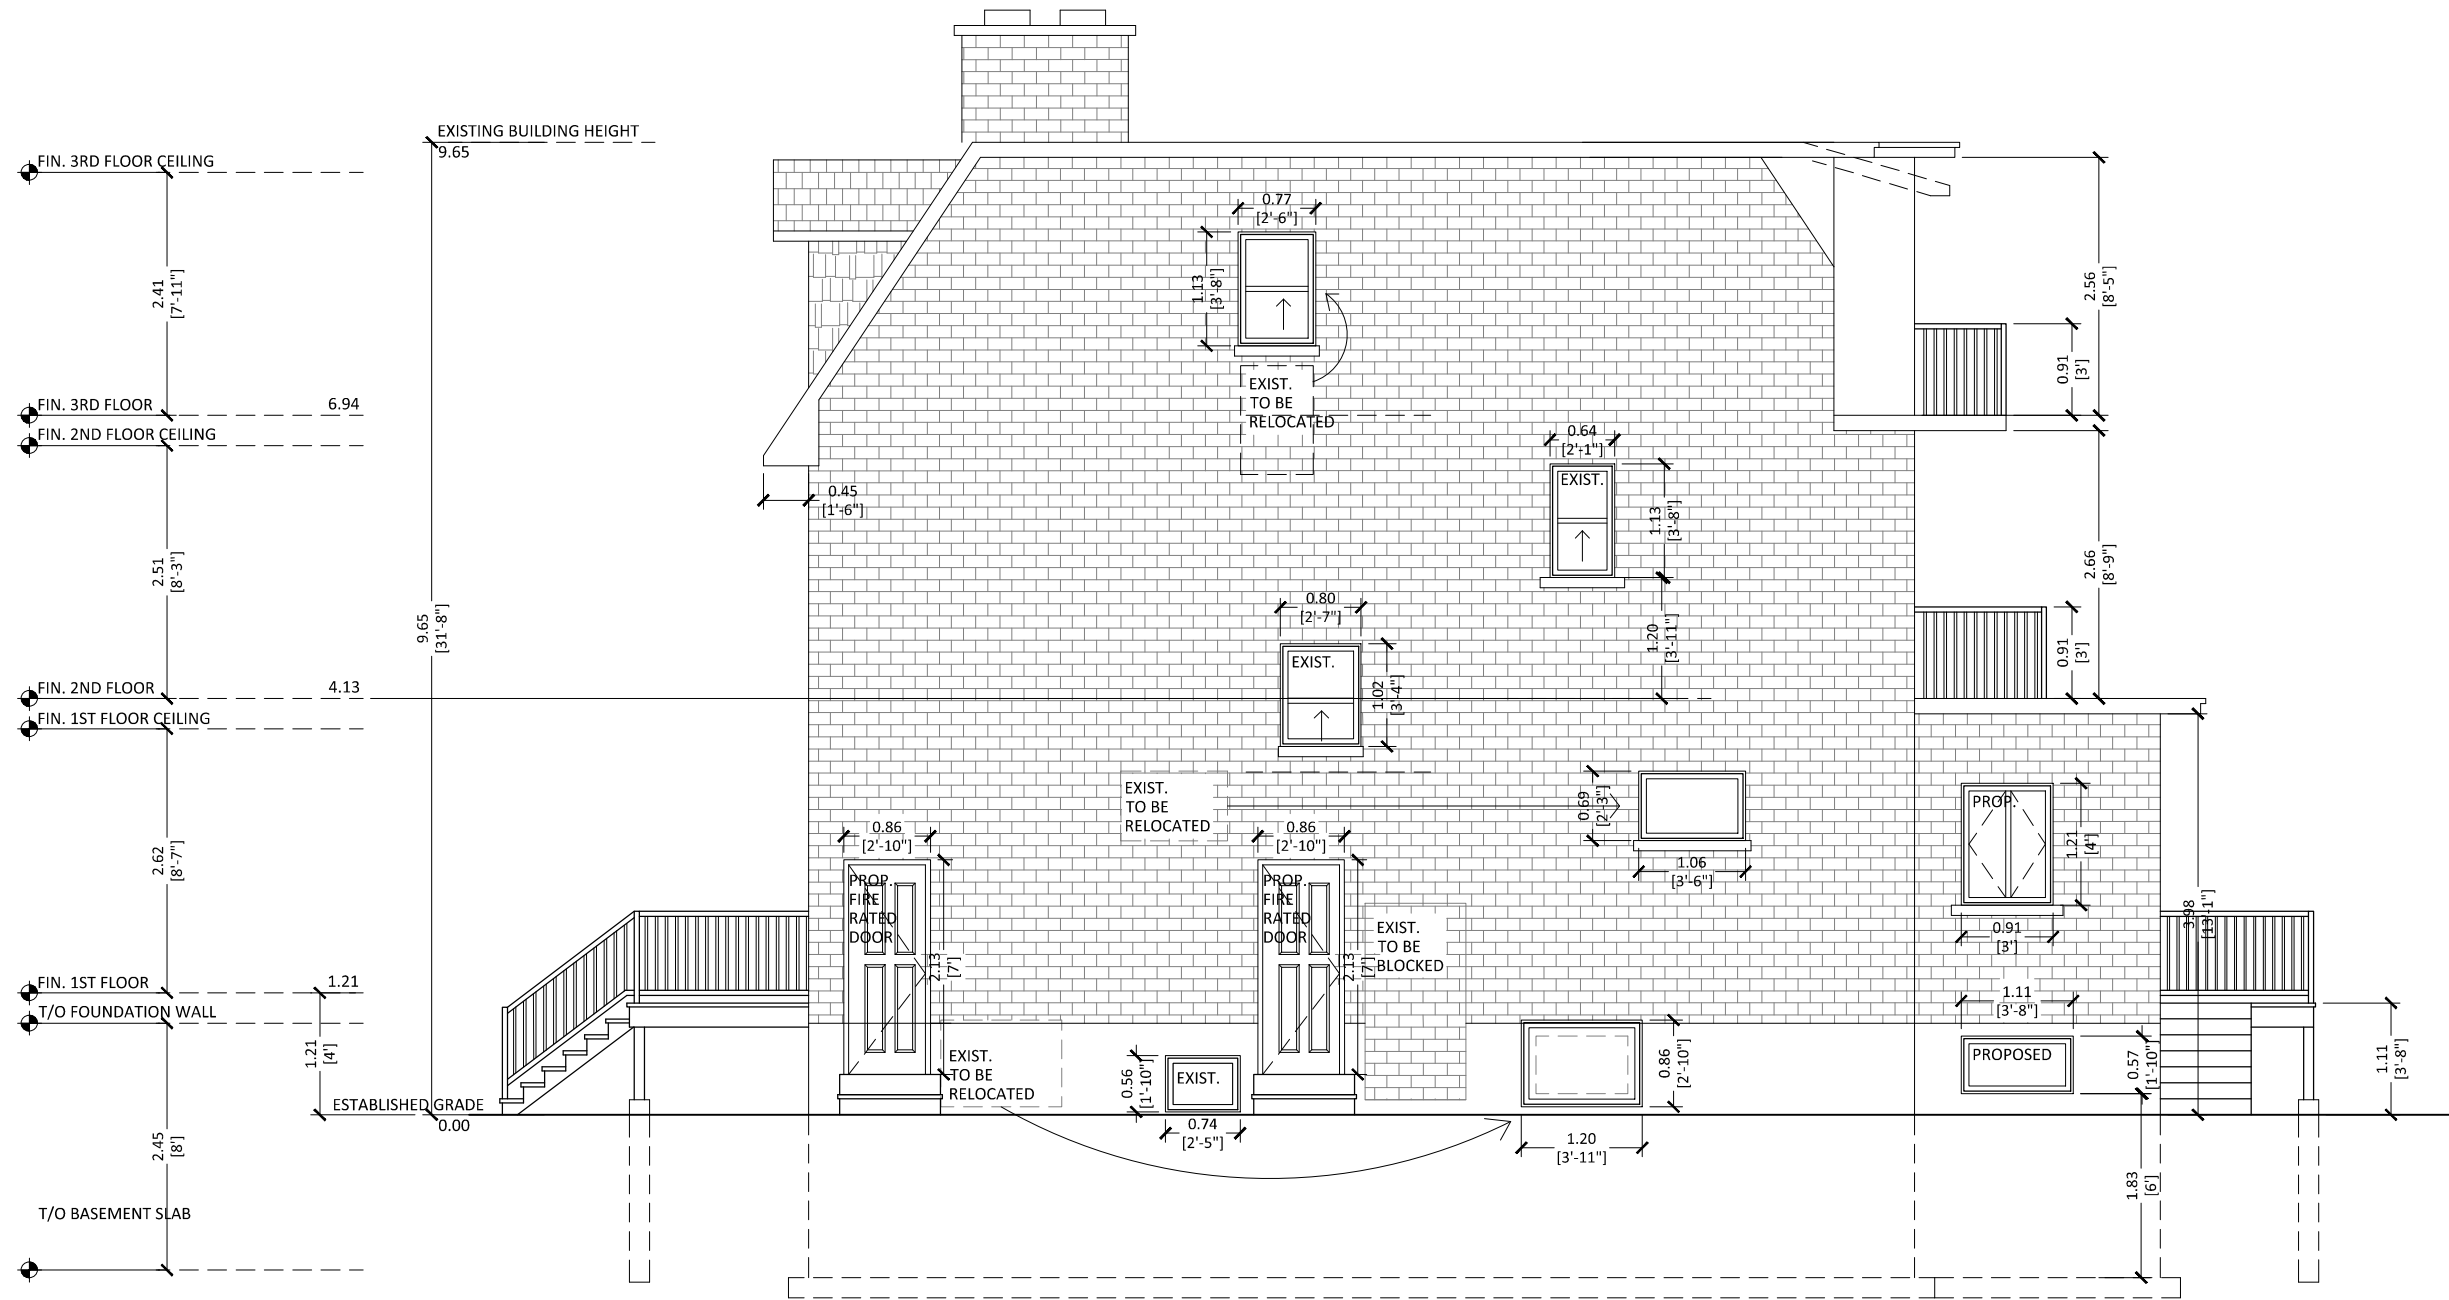 EXISTING BUILDING HEIGHT
9.65
FIN. 3RD FLOOR CEILING
2.41
[7'-11"]
FIN. 3RD FLOOR
6.94
FIN. 2ND FLOOR CEILING
2.51
[8'-3"]
9.65
[31'-8"]
FIN. 2ND FLOOR
4.13
FIN. 1ST FLOOR CEILING
2.62
[8'-7"]
FIN. 1ST FLOOR
1.21
T/O FOUNDATION WALL
1.21
[4']
ESTABLISHED GRADE
0.00
2.45
[8']
T/O BASEMENT SLAB
0.77
[2'-6"]
1.13
[3'-8"]
EXIST.
TO BE
RELOCATED
0.45
[1'-6"]
0.64
[2'-1"]
EXIST.
1.13
[3'-8"]
1.20
[3'-11"]
0.80
[2'-7"]
EXIST.
1.02
[3'-4"]
EXIST.
TO BE
RELOCATED
0.69
[2'-3"]
1.06
[3'-6"]
0.86
[2'-10"]
PROP.
FIRE
RATED
DOOR
2.13
[7']
0.86
[2'-10"]
PROP.
FIRE
RATED
DOOR
2.13
[7']
EXIST.
TO BE
BLOCKED
EXIST.
TO BE
RELOCATED
0.56
[1'-10"]
EXIST.
0.74
[2'-5"]
0.86
[2'-10"]
1.20
[3'-11"]
2.56
[8'-5"]
0.91
[3']
2.66
[8'-9"]
0.91
[3']
PROP.
1.21
[4']
0.91
[3']
3.98
[13'-1"]
1.11
[3'-8"]
PROPOSED
0.57
[1'-10"]
1.83
[6']
1.11
[3'-8"]